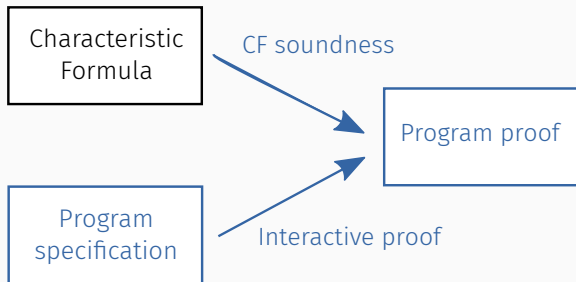 Characteristic
Formula
CF soundness
Program proof
Program
specification
Interactive proof